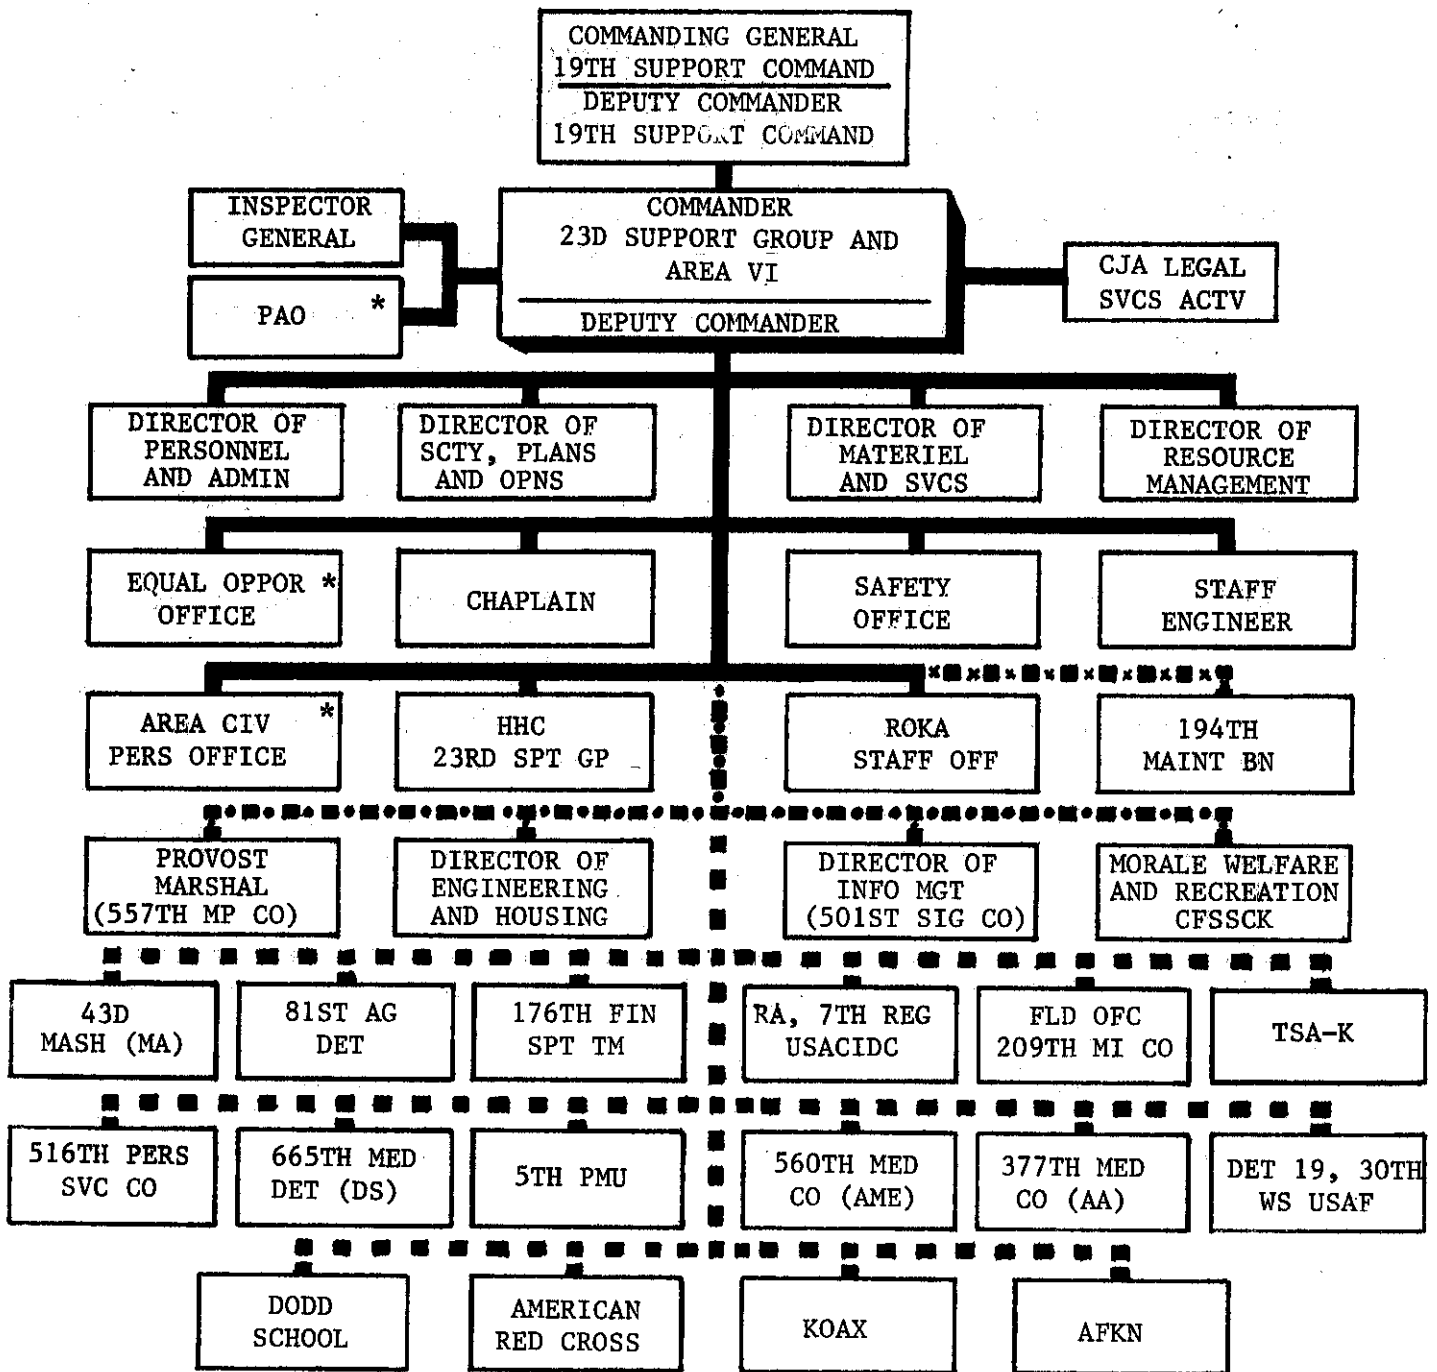 COMMANDING GENERAL
19TH SUPPORT COMMAND
DEPUTY COMMANDER
19TH SUPPORT COMMAND
INSPECTOR
GENERAL
PAO *
COMMANDER
23D SUPPORT GROUP AND
AREA VI
DEPUTY COMMANDER
CJA LEGAL
SVCS ACTV
DIRECTOR OF
PERSONNEL
AND ADMIN
DIRECTOR OF
SCTY, PLANS
AND OPNS
DIRECTOR OF
MATERIEL
AND SVCS
DIRECTOR OF
RESOURCE
MANAGEMENT
EQUAL OPPOR *
OFFICE
CHAPLAIN
SAFETY
OFFICE
STAFF
ENGINEER
AREA CIV *
PERS OFFICE
HHC
23RD SPT GP
ROKA
STAFF OFF
194TH
MAINT BN
PROVOST
MARSHAL
(557TH MP CO)
DIRECTOR OF
ENGINEERING
AND HOUSING
DIRECTOR OF
INFO MGT
(501ST SIG CO)
MORALE WELFARE
AND RECREATION
CFSSCK
43D
MASH (MA)
81ST AG
DET
176TH FIN
SPT TM
RA, 7TH REG
USACIDC
FLD OFC
209TH MI CO
TSA-K
516TH PERS
SVC CO
665TH MED
DET (DS)
5TH PMU
560TH MED
CO (AME)
377TH MED
CO (AA)
DET 19, 30TH
WS USAF
DODD
SCHOOL
AMERICAN
RED CROSS
KOAX
AFKN